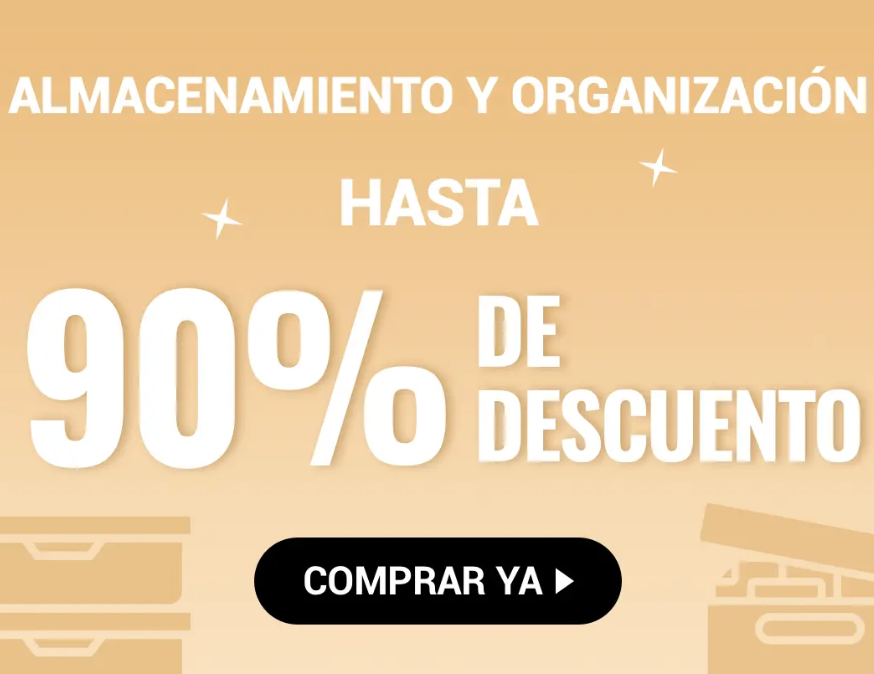 ALMACENAMIENTO Y ORGANIZACIÓN
HASTA
90% DE
DESCUENTO
COMPRAR YA